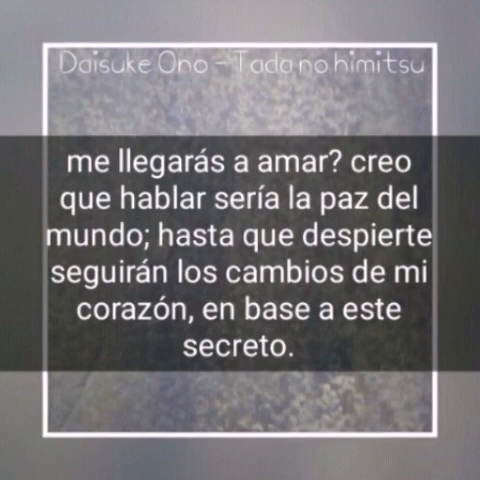 Daisuke Ono - Tada no himitsu
me llegarás a amar? creo
que hablar sería la paz del
mundo; hasta que despierte
seguirán los cambios de mi
corazón, en base a este
secreto.